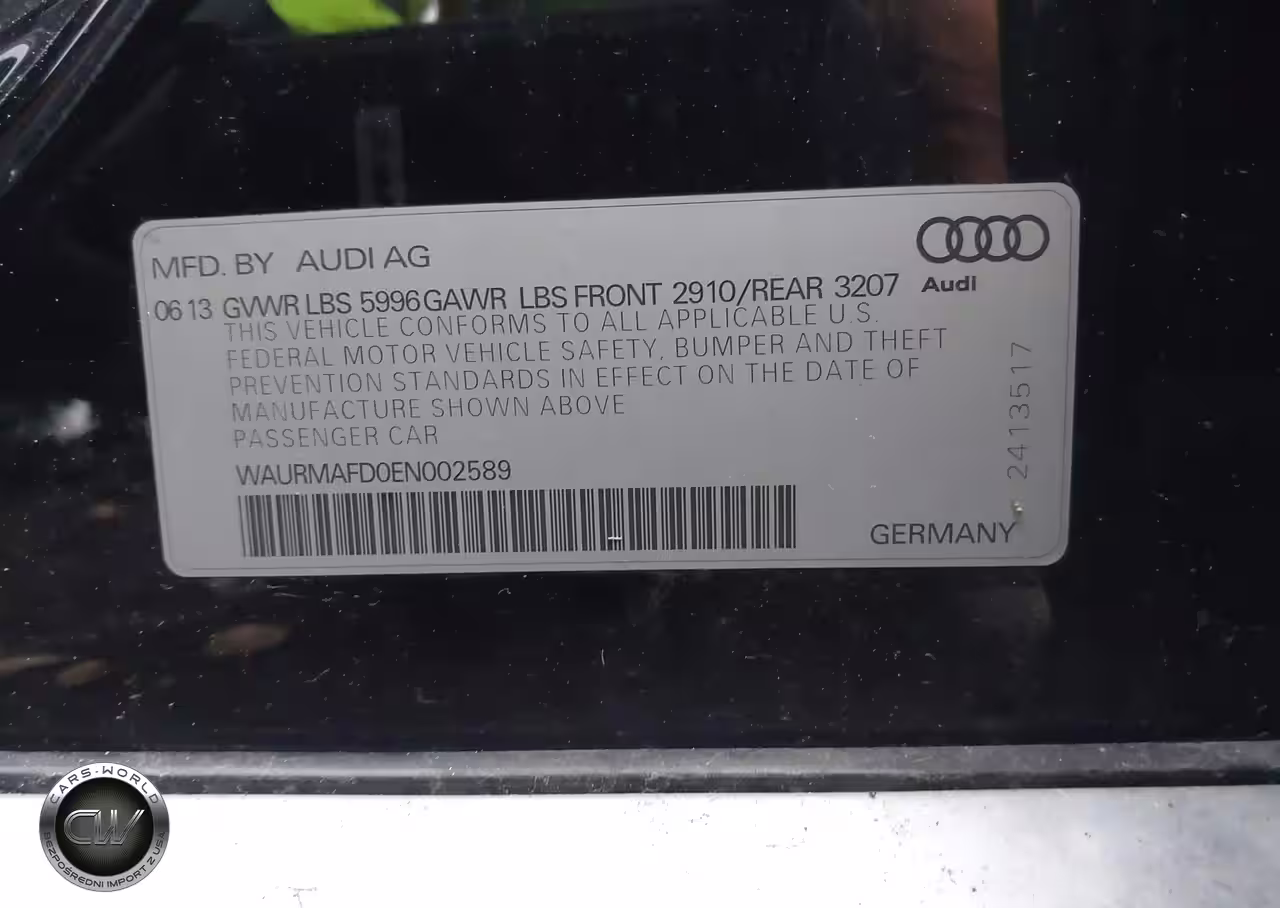 MFD. BY AUDI AG
Audi
06 13 GVWR LBS 5996 GAWR LBS FRONT 2910/REAR 3207
THIS VEHICLE CONFORMS TO ALL APPLICABLE U.S.
FEDERAL MOTOR VEHICLE SAFETY, BUMPER AND THEFT
PREVENTION STANDARDS IN EFFECT ON THE DATE OF
MANUFACTURE SHOWN ABOVE
PASSENGER CAR
WAURMAFD0EN002589
2413517
GERMANY
CARS-WORLD
CW
BEZPOŚREDNI IMPORT Z USA